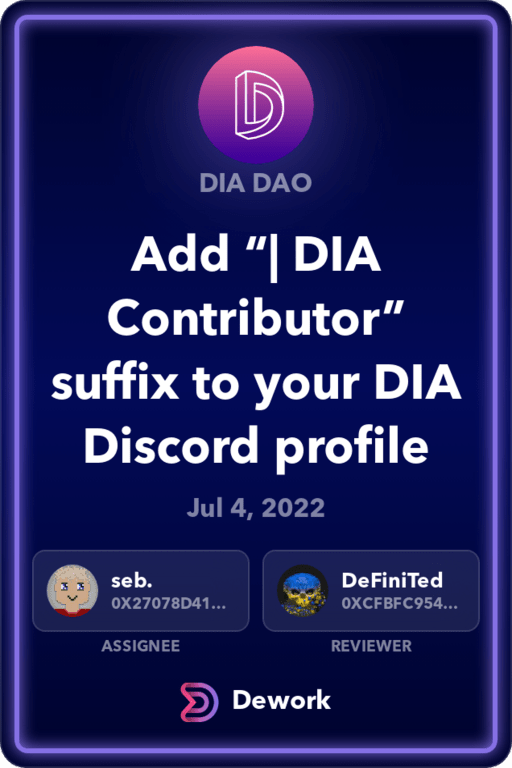 DIA DAO
Add “| DIA
Contributor”
suffix to your DIA
Discord profile
Jul 4, 2022
seb.
0X27078D41...
ASSIGNEE
DeFiniTed
0XCFBFC954...
REVIEWER
Dework